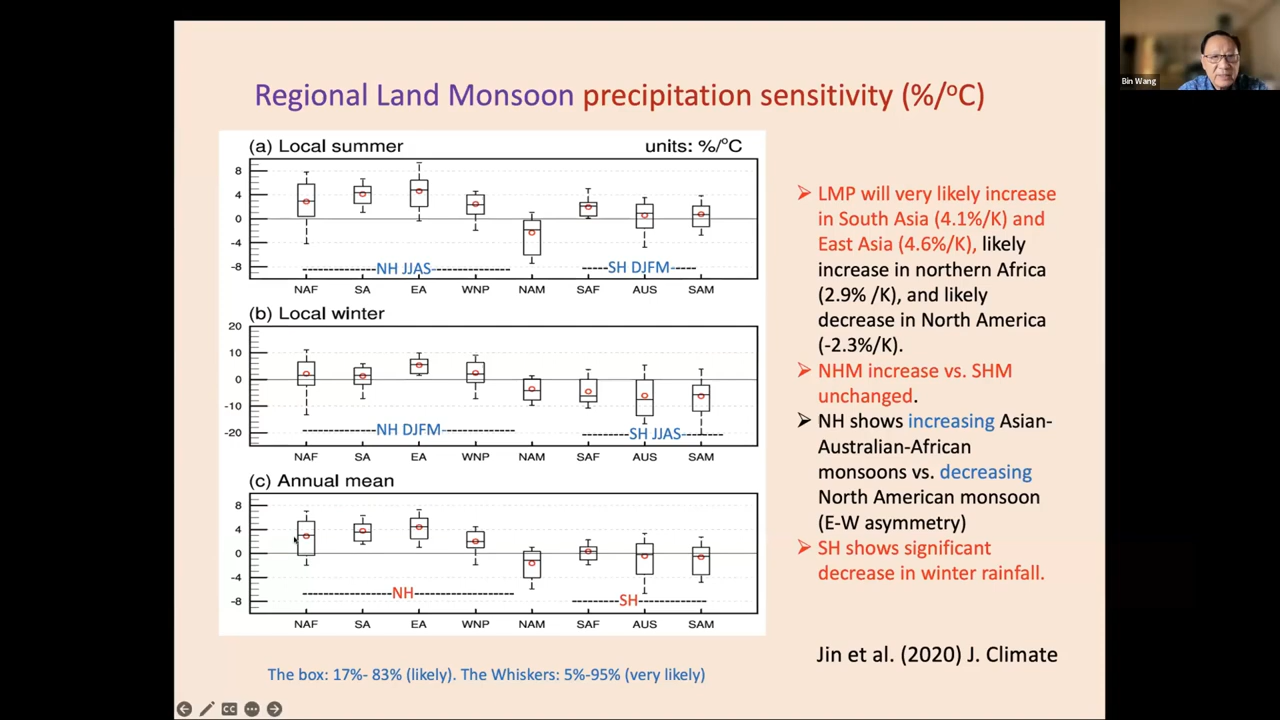 Bin Wang
Regional Land Monsoon precipitation sensitivity (%/°C)
(a) Local summer units: %/°C
8
4
0
-4
-8
NH JJAS SH DJFM
NAF SA EA WNP NAM SAF AUS SAM
(b) Local winter
20
10
0
-10
-20
NH DJFM SH JJAS
NAF SA EA WNP NAM SAF AUS SAM
(c) Annual mean
8
4
0
-4
-8
NH SH
NAF SA EA WNP NAM SAF AUS SAM
The box: 17%- 83% (likely). The Whiskers: 5%-95% (very likely)
➢ LMP will very likely increase
in South Asia (4.1%/K) and
East Asia (4.6%/K), likely
increase in northern Africa
(2.9% /K), and likely
decrease in North America
(-2.3%/K).
➢ NHM increase vs. SHM
unchanged.
➢ NH shows increasing Asian-
Australian-African
monsoons vs. decreasing
North American monsoon
(E-W asymmetry)
➢ SH shows significant
decrease in winter rainfall.
Jin et al. (2020) J. Climate
CC